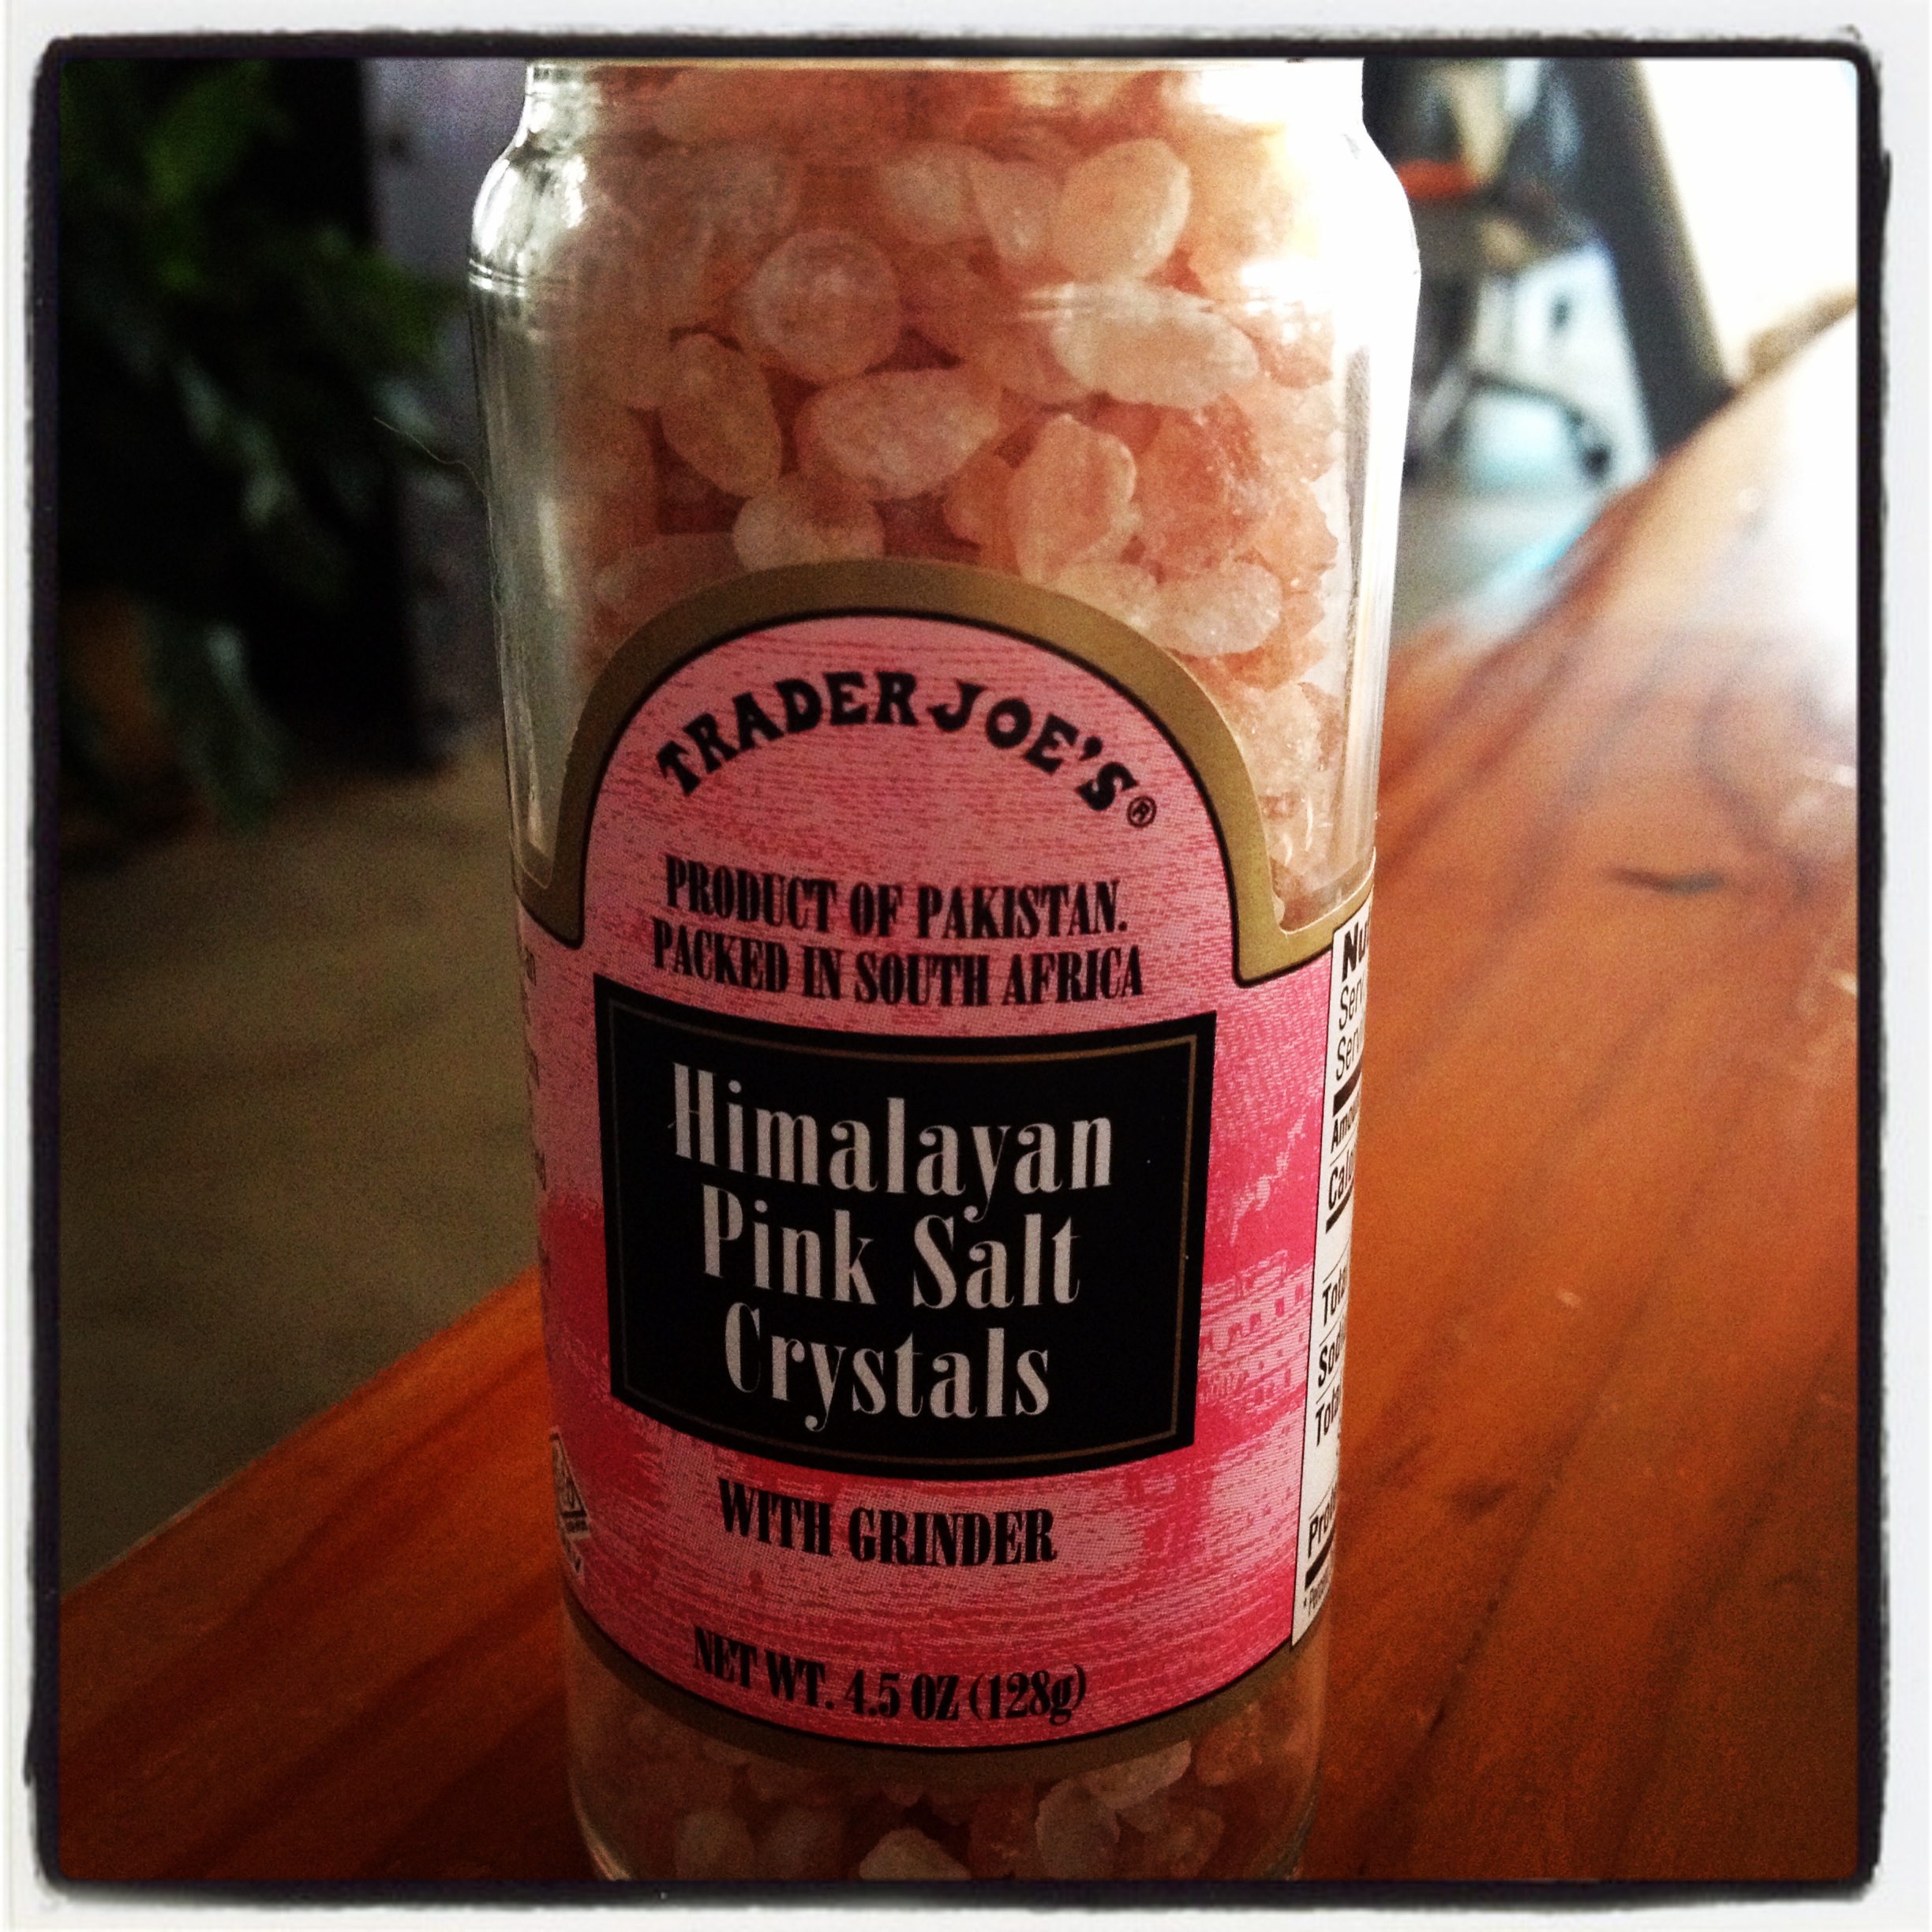 TRADER JOE'S®
PRODUCT OF PAKISTAN.
PACKED IN SOUTH AFRICA
Himalayan
Pink Salt
Crystals
WITH GRINDER
NET WT. 4.5 OZ (128g)